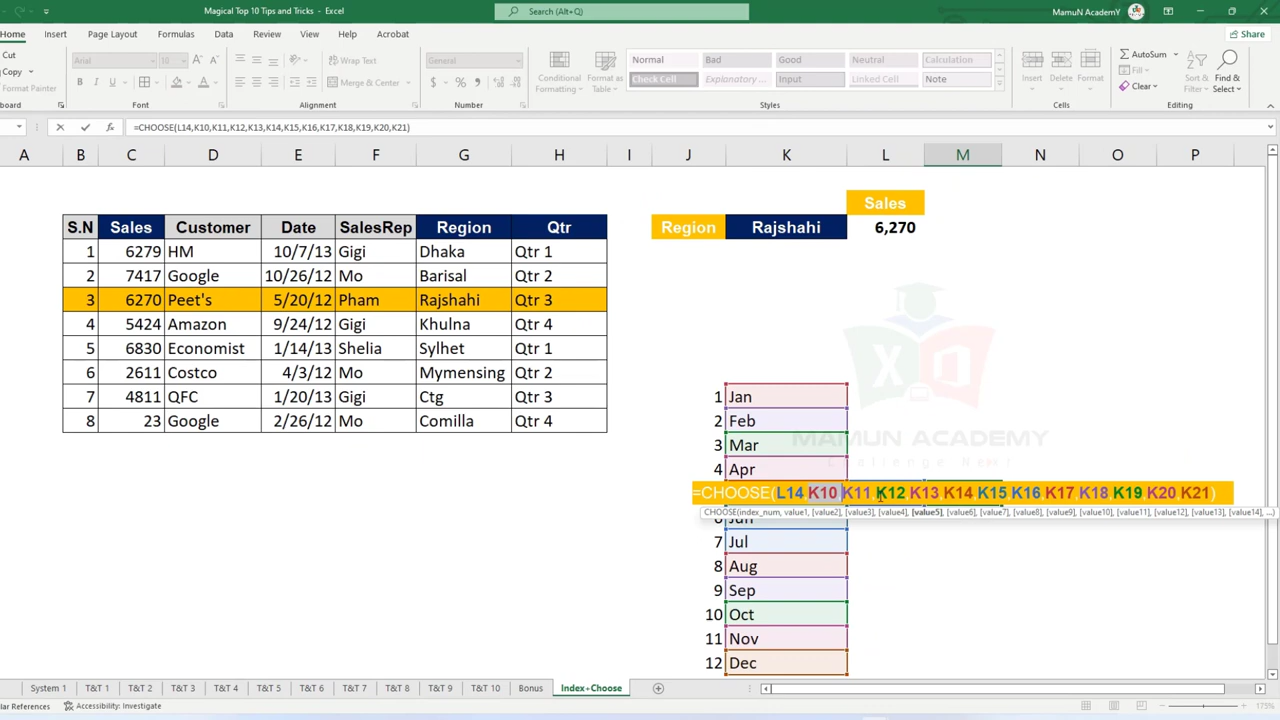 Magical Top 10 Tips and Tricks - Excel
Search (Alt+Q)
MamuN Academy
Home Insert Page Layout Formulas Data Review View Help Acrobat
Share
Cut
Copy
Format Painter
Arial 10
Wrap Text
Merge & Center
General
Conditional Formatting
Format as Table
Normal Bad Good Neutral Calculation
Check Cell Explanatory ... Input Linked Cell Note
Insert Delete Format
AutoSum
Fill
Clear
Sort & Filter
Find & Select
board Font Alignment Number Styles Cells Editing
=CHOOSE(L14,K10,K11,K12,K13,K14,K15,K16,K17,K18,K19,K20,K21)
A B C D E F G H I J K L M N O P
Sales
S.N Sales Customer Date SalesRep Region Qtr
Region Rajshahi 6,270
1 6279 HM 10/7/13 Gigi Dhaka Qtr 1
2 7417 Google 10/26/12 Mo Barisal Qtr 2
3 6270 Peet's 5/20/12 Pham Rajshahi Qtr 3
4 5424 Amazon 9/24/12 Gigi Khulna Qtr 4
5 6830 Economist 1/14/13 Shelia Sylhet Qtr 1
6 2611 Costco 4/3/12 Mo Mymensing Qtr 2
7 4811 QFC 1/20/13 Gigi Ctg Qtr 3
8 23 Google 2/26/12 Mo Comilla Qtr 4
1 Jan
2 Feb
3 Mar
4 Apr
MAMUN ACADEMY
=CHOOSE(L14,K10,K11,K12,K13,K14,K15,K16,K17,K18,K19,K20,K21)
CHOOSE(index_num, value1, [value2], [value3], [value4], [value5], [value6], [value7], [value8], [value9], [value10], [value11], [value12], [value13], [value14], ...)
6 Jun
7 Jul
8 Aug
9 Sep
10 Oct
11 Nov
12 Dec
System 1 T&T 1 T&T 2 T&T 3 T&T 4 T&T 5 T&T 6 T&T 7 T&T 8 T&T 9 T&T 10 Bonus Index+Choose
ular References Accessibility: Investigate
175%